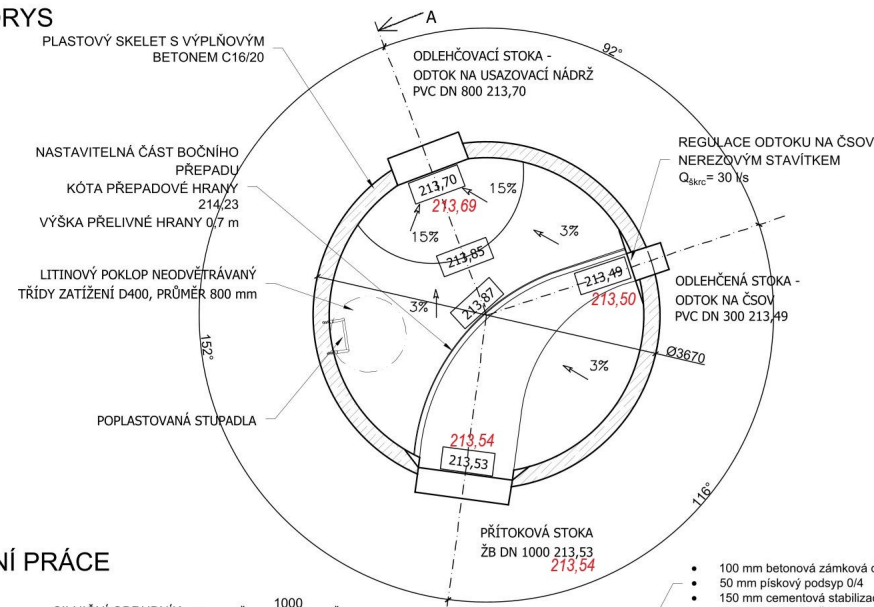 ORYS
A
PLASTOVÝ SKELET S VÝPLŇOVÝM
BETONEM C16/20
ODLEHČOVACÍ STOKA -
ODTOK NA USAZOVACÍ NÁDRŽ
PVC DN 800 213,70
92°
NASTAVITELNÁ ČÁST BOČNÍHO
PŘEPADU
KÓTA PŘEPADOVÉ HRANY
214,23
VÝŠKA PŘELIVNÉ HRANY 0,7 m
REGULACE ODTOKU NA ČSOV
NEREZOVÝM STAVÍTKEM
Qškrc= 30 l/s
213,70
15%
213,69
15%
3%
213,85
LITINOVÝ POKLOP NEODVĚTRÁVANÝ
TŘÍDY ZATÍŽENÍ D400, PRŮMĚR 800 mm
213,49
213,50
ODLEHČENÁ STOKA -
ODTOK NA ČSOV
PVC DN 300 213,49
213,87
3%
152°
Ø3670
3%
POPLASTOVANÁ STUPADLA
213,54
213,53
116°
PŘÍTOKOVÁ STOKA
ŽB DN 1000 213,53
213,54
NÍ PRÁCE
1000
• 100 mm betonová zámková
• 50 mm pískový podsyp 0/4
• 150 mm cementová